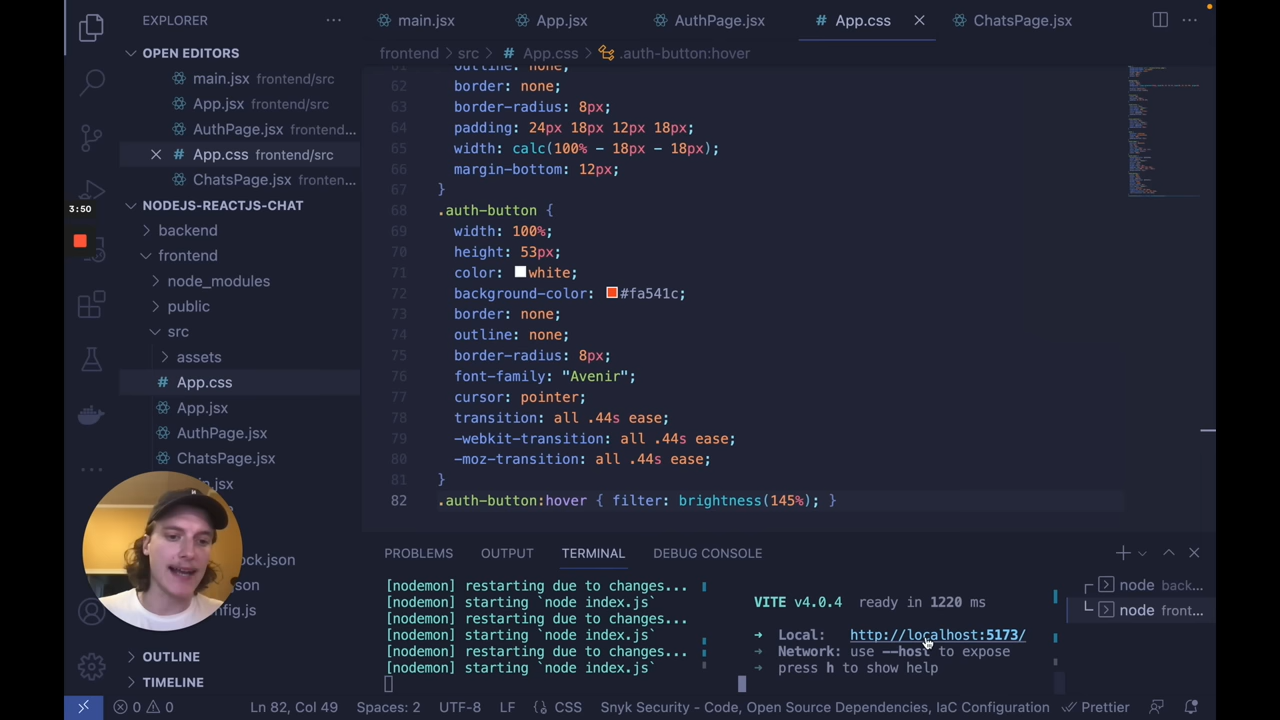 EXPLORER
main.jsx
App.jsx
AuthPage.jsx
App.css
ChatsPage.jsx
OPEN EDITORS
main.jsx frontend/src
App.jsx frontend/src
AuthPage.jsx frontend...
App.css frontend/src
ChatsPage.jsx fronten...
3:50
NODEJS-REACTJS-CHAT
backend
frontend
node_modules
public
src
assets
App.css
App.jsx
AuthPage.jsx
ChatsPage.jsx
OUTLINE
TIMELINE
frontend > src > # App.css > .auth-button:hover
62 border: none;
63 border-radius: 8px;
64 padding: 24px 18px 12px 18px;
65 width: calc(100% - 18px - 18px);
66 margin-bottom: 12px;
67 }
68 .auth-button {
69 width: 100%;
70 height: 53px;
71 color: white;
72 background-color: #fa541c;
73 border: none;
74 outline: none;
75 border-radius: 8px;
76 font-family: "Avenir";
77 cursor: pointer;
78 transition: all .44s ease;
79 -webkit-transition: all .44s ease;
80 -moz-transition: all .44s ease;
81 }
82 .auth-button:hover { filter: brightness(145%); }
PROBLEMS
OUTPUT
TERMINAL
DEBUG CONSOLE
[nodemon] restarting due to changes...
[nodemon] starting `node index.js`
[nodemon] restarting due to changes...
[nodemon] starting `node index.js`
[nodemon] restarting due to changes...
[nodemon] starting `node index.js`
VITE v4.0.4 ready in 1220 ms
➜ Local: http://localhost:5173/
➜ Network: use --host to expose
➜ press h to show help
node back...
node front...
0 0
Ln 82, Col 49
Spaces: 2
UTF-8
LF
{} CSS
Snyk Security - Code, Open Source Dependencies, IaC Configuration
Prettier